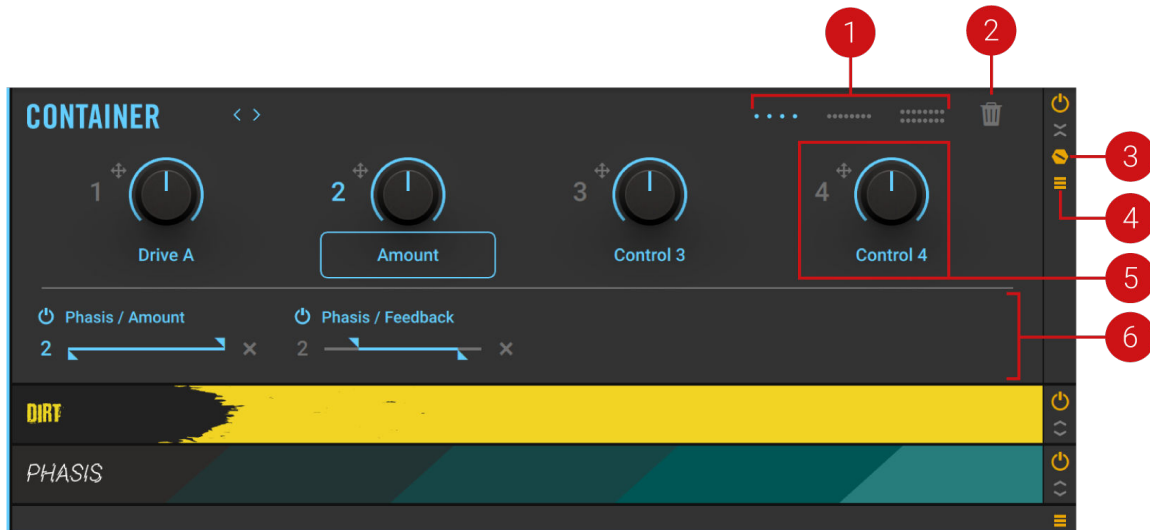 1 2
CONTAINER < >
3
1 2 3 4
4
Drive A Amount Control 3 Control 4
5
Phasis / Amount Phasis / Feedback
6
2 2
DIRT
PHASIS